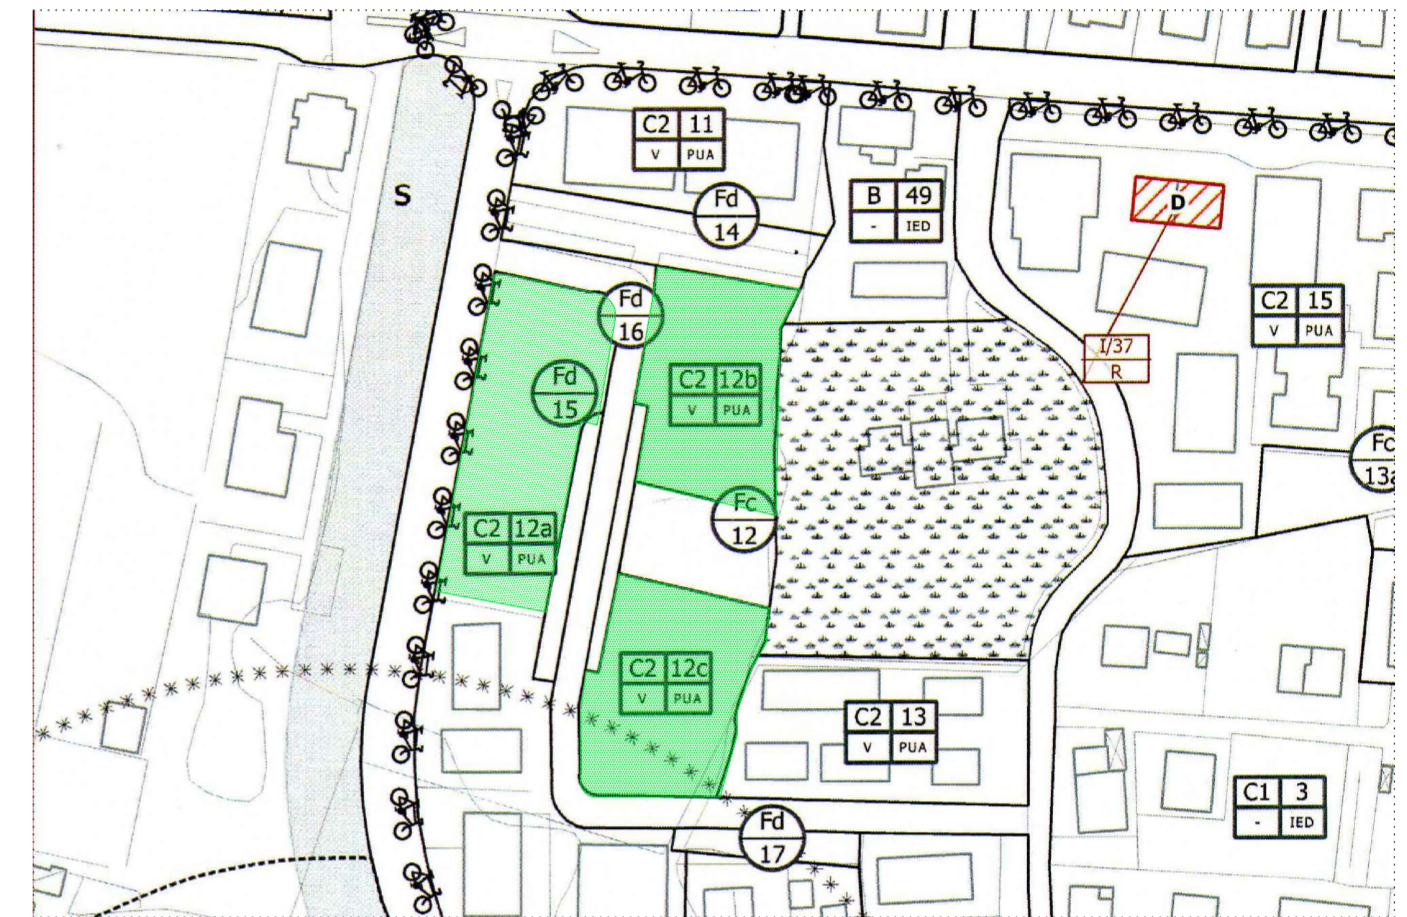 C2 11
V PUA
S
Fd
14
B 49
- IED
D
Fd
16
C2 15
V PUA
I/37
R
Fd
15
C2 12b
V PUA
Fc
13a
Fc
12
C2 12a
V PUA
C2 12c
V PUA
C2 13
V PUA
C1 3
- IED
Fd
17